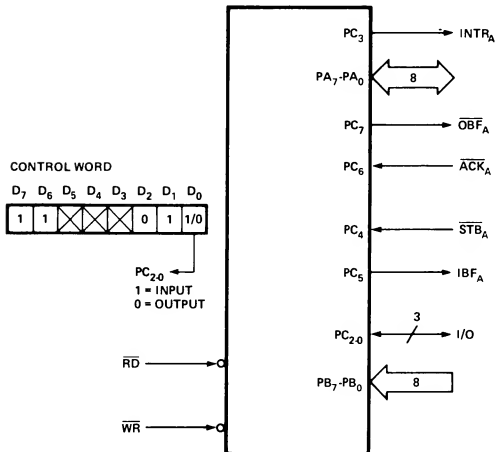 PC3 INTRA
PA7-PA0 8
PC7 OBFA
PC6 ACKA
CONTROL WORD
D7 D6 D5 D4 D3 D2 D1 D0
1 1 0 1 1/0
PC4 STBA
PC2-0
1 = INPUT
0 = OUTPUT
PC5 IBFA
3
PC2-0 I/O
RD
PB7-PB0 8
WR